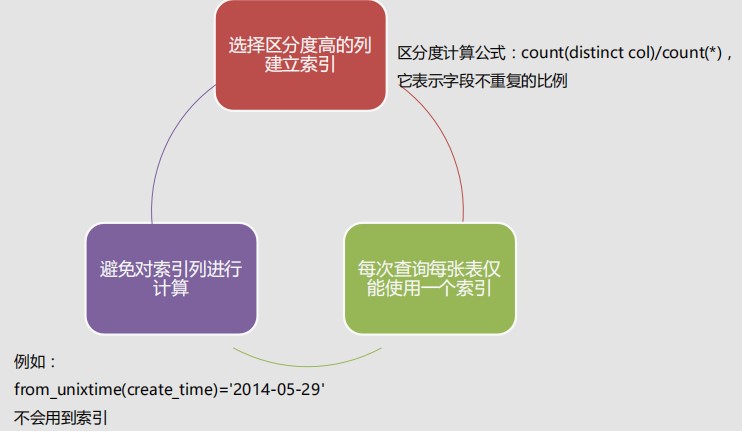 选择区分度高的列
建立索引
区分度计算公式：count(distinct col)/count(*)，
它表示字段不重复的比例
避免对索引列进行
计算
每次查询每张表仅
能使用一个索引
例如：
from_unixtime(create_time)='2014-05-29'
不会用到索引